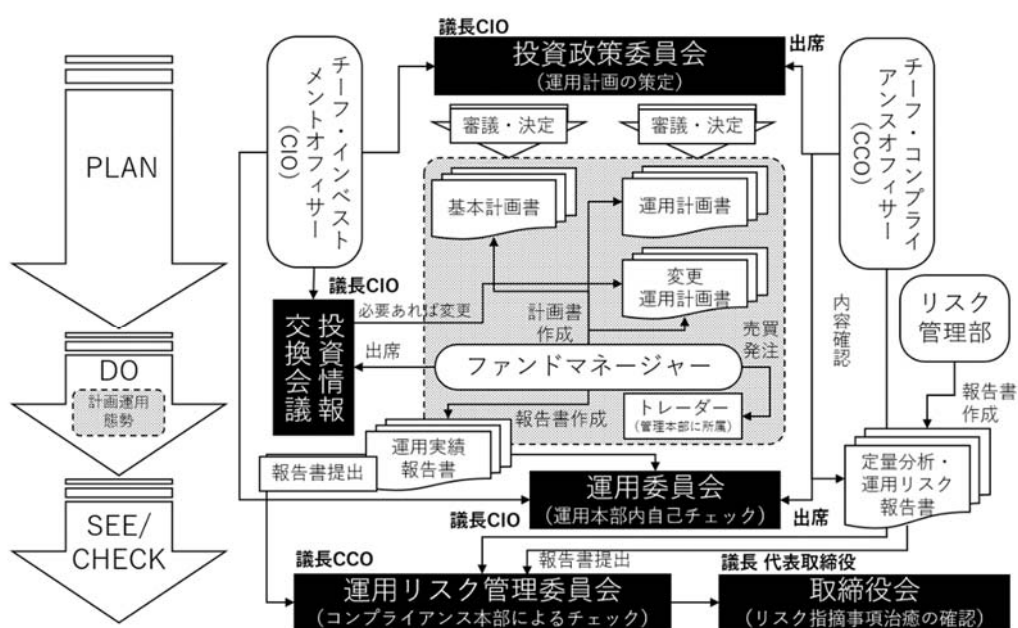 議長CIO
投資政策委員会
(運用計画の策定)
出席
チーフ・インベスト
メントオフィサー
(CIO)
チーフ・コンプライ
アンスオフィサー
(CCO)
PLAN
審議・決定
審議・決定
基本計画書
運用計画書
変更
運用計画書
議長CIO
投資情報
交換会議
必要あれば変更
計画書
作成
売買
発注
内容確認
リスク
管理部
出席
ファンドマネージャー
DO
計画運用
態勢
報告書作成
トレーダー
(管理本部に所属)
報告書
作成
運用実績
報告書
報告書提出
定量分析・
運用リスク
報告書
運用委員会
(運用本部内自己チェック)
議長CIO
出席
SEE/
CHECK
議長CCO
報告書提出
議長 代表取締役
運用リスク管理委員会
(コンプライアンス本部によるチェック)
取締役会
(リスク指摘事項治癒の確認)